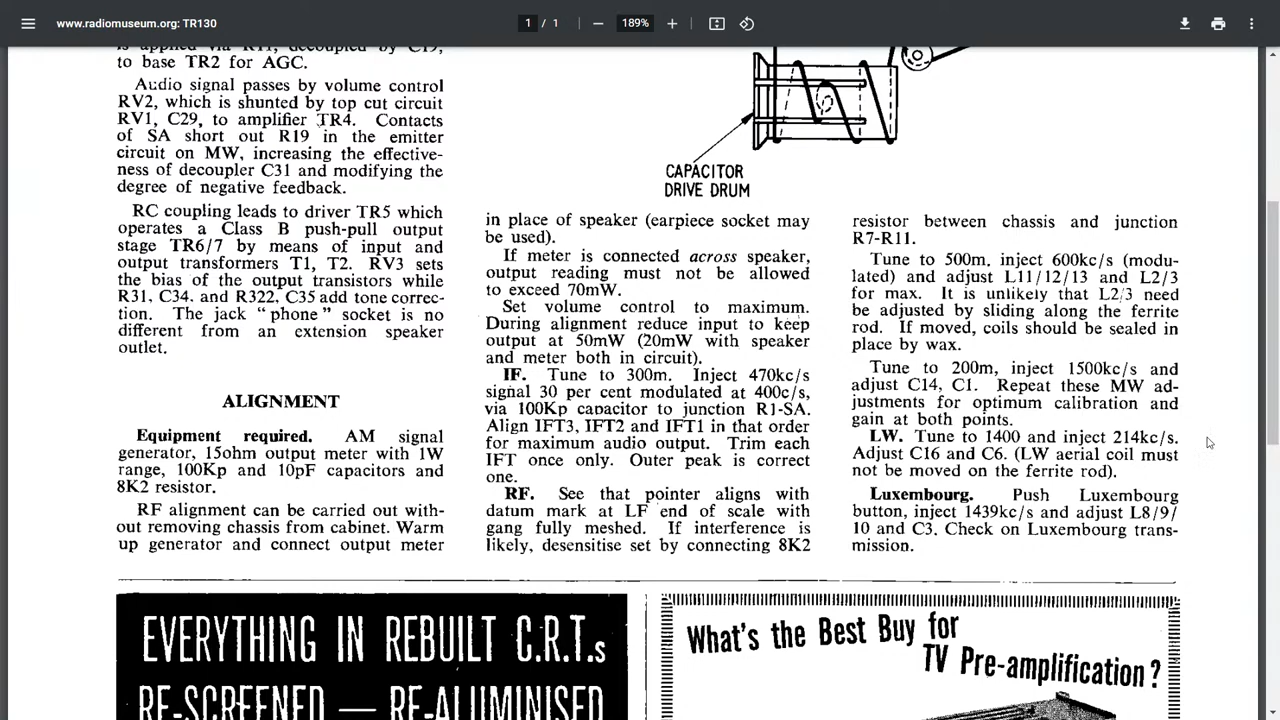 www.radiomuseum.org: TR130
1 / 1
189%
is applied via R11, decoupled by C19,
to base TR2 for AGC.
Audio signal passes by volume control
RV2, which is shunted by top cut circuit
RV1, C29, to amplifier TR4. Contacts
of SA short out R19 in the emitter
circuit on MW, increasing the effective-
ness of decoupler C31 and modifying the
degree of negative feedback.
RC coupling leads to driver TR5 which
operates a Class B push-pull output
stage TR6/7 by means of input and
output transformers T1, T2. RV3 sets
the bias of the output transistors while
R31, C34. and R322, C35 add tone correc-
tion. The jack "phone" socket is no
different from an extension speaker
outlet.
ALIGNMENT
Equipment required. AM signal
generator, 15ohm output meter with 1W
range, 100Kp and 10pF capacitors and
8K2 resistor.
RF alignment can be carried out with-
out removing chassis from cabinet. Warm
up generator and connect output meter
CAPACITOR
DRIVE DRUM
in place of speaker (earpiece socket may
be used).
If meter is connected across speaker,
output reading must not be allowed
to exceed 70mW.
Set volume control to maximum.
During alignment reduce input to keep
output at 50mW (20mW with speaker
and meter both in circuit).
IF. Tune to 300m. Inject 470kc/s
signal 30 per cent modulated at 400c/s,
via 100Kp capacitor to junction R1-SA.
Align IFT3, IFT2 and IFT1 in that order
for maximum audio output. Trim each
IFT once only. Outer peak is correct
one.
RF. See that pointer aligns with
datum mark at LF end of scale with
gang fully meshed. If interference is
likely, desensitise set by connecting 8K2
resistor between chassis and junction
R7-R11.
Tune to 500m. inject 600kc/s (modu-
lated) and adjust L11/12/13 and L2/3
for max. It is unlikely that L2/3 need
be adjusted by sliding along the ferrite
rod. If moved, coils should be sealed in
place by wax.
Tune to 200m, inject 1500kc/s and
adjust C14, C1. Repeat these MW ad-
justments for optimum calibration and
gain at both points.
LW. Tune to 1400 and inject 214kc/s.
Adjust C16 and C6. (LW aerial coil must
not be moved on the ferrite rod).
Luxembourg. Push Luxembourg
button, inject 1439kc/s and adjust L8/9/
10 and C3. Check on Luxembourg trans-
mission.
EVERYTHING IN REBUILT C.R.T.s
RE-SCREENED — RE-ALUMINISED
What's the Best Buy for
TV Pre-amplification?